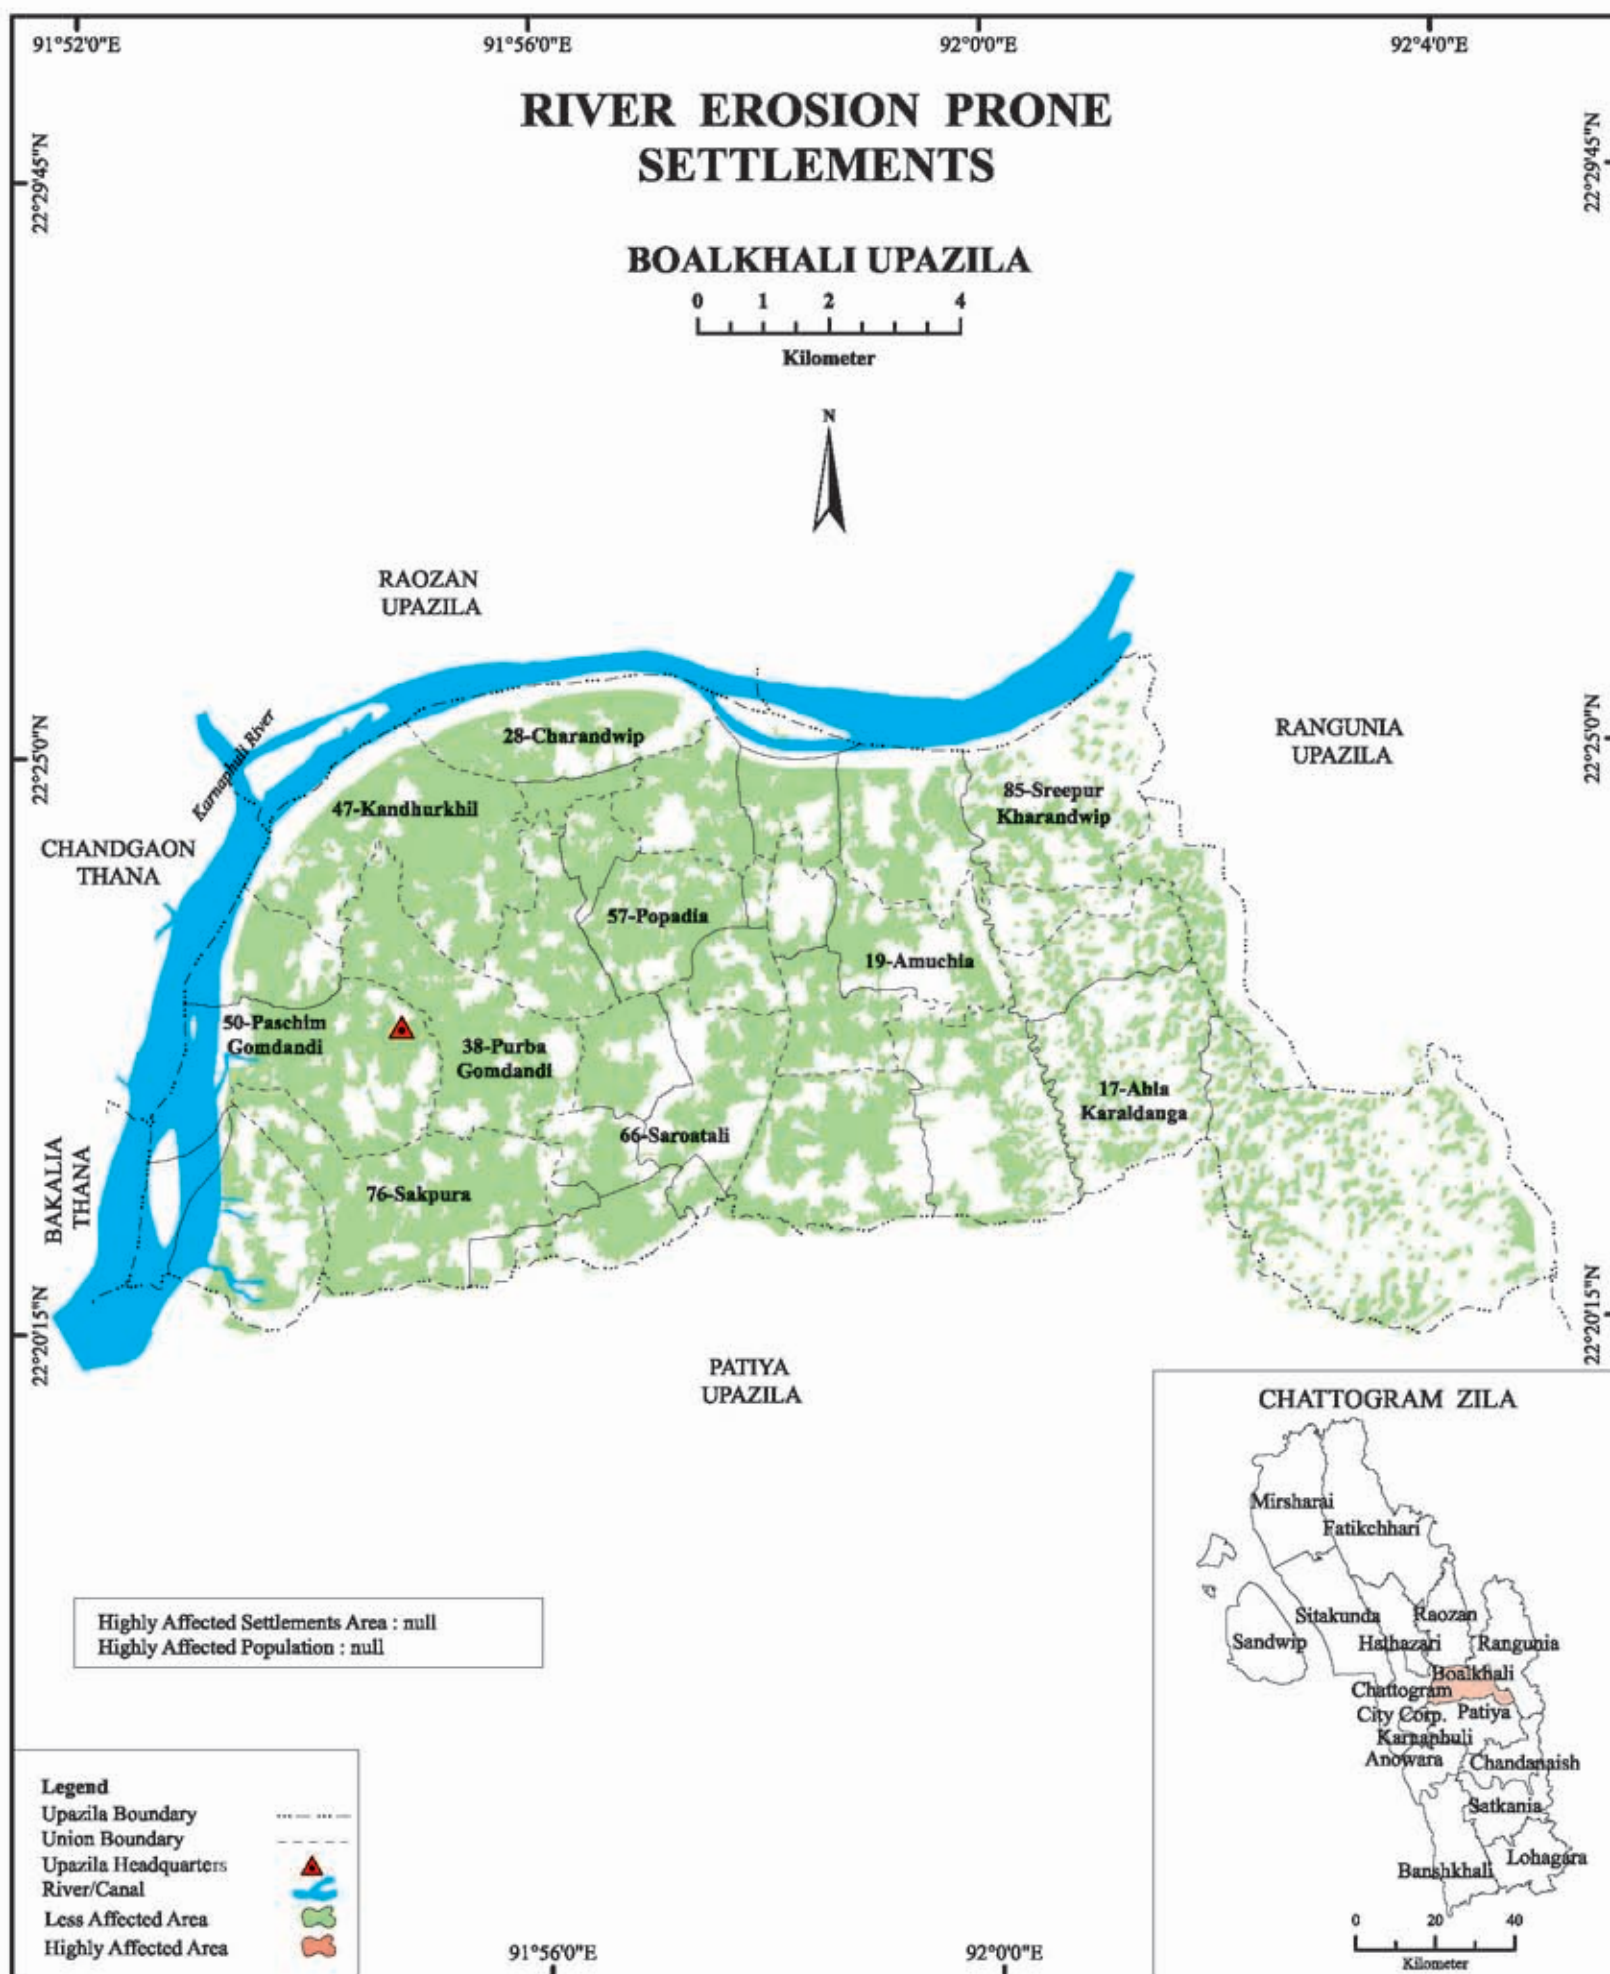 91°52'0"E
91°56'0"E
92°0'0"E
92°4'0"E
RIVER EROSION PRONE
SETTLEMENTS
22°29'45"N
22°29'45"N
BOALKHALI UPAZILA
0 1 2 4
Kilometer
N
RAOZAN
UPAZILA
Karnaphuli River
28-Charandwip
RANGUNIA
UPAZILA
22°25'0"N
22°25'0"N
47-Kandhurkhil
85-Sreepur
Kharandwip
CHANDGAON
THANA
57-Popadia
19-Amuchia
50-Paschim
Gomdandi
38-Purba
Gomdandi
17-Ahla
Karaldanga
66-Saroatali
BAKALIA
THANA
76-Sakpura
22°20'15"N
22°20'15"N
PATIYA
UPAZILA
CHATTOGRAM ZILA
Mirsharai
Fatikchhari
Sitakunda
Raozan
Sandwip
Hathazari
Rangunia
Boalkhali
Chattogram
City Corp.
Patiya
Karnaphuli
Anowara
Chandanaish
Satkania
Lohagara
Banshkhali
0 20 40
Kilometer
Highly Affected Settlements Area : null
Highly Affected Population : null
Legend
Upazila Boundary
Union Boundary
Upazila Headquarters
River/Canal
Less Affected Area
Highly Affected Area
91°56'0"E
92°0'0"E